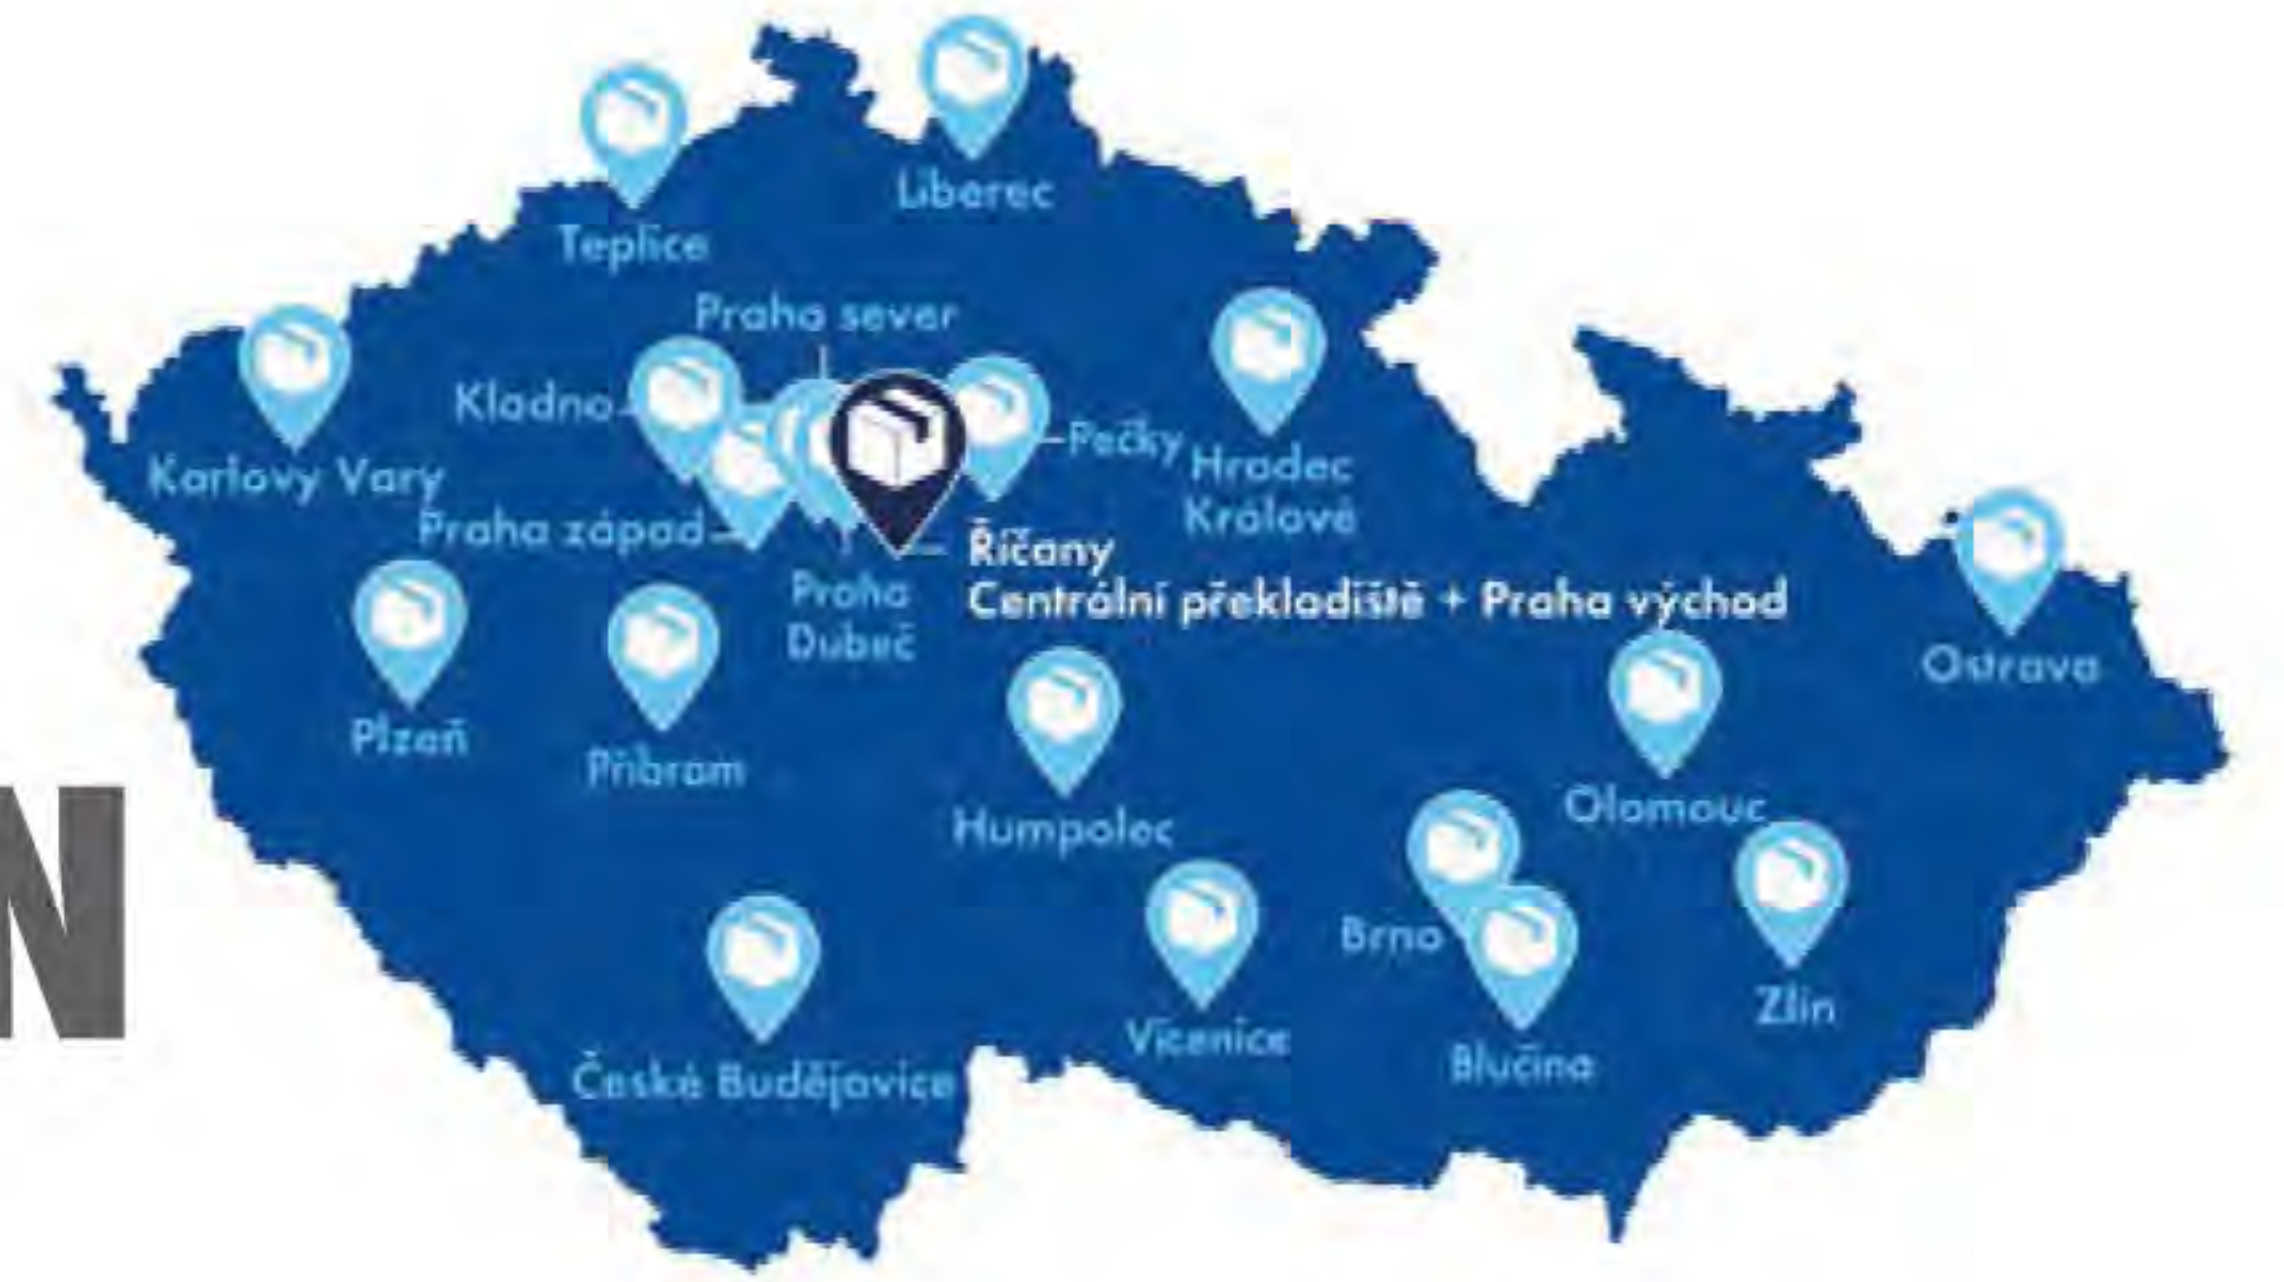 Liberec
Teplice
Praha sever
Kladno
Pečky
Hradec
Králové
Karlovy Vary
Praha západ
Říčany
Centrální překladiště + Praha východ
Praha
Dubeč
Ostrava
Plzeň
Příbram
Olomouc
Humpolec
N
Brno
Zlín
Vícenice
Blučina
České Budějovice